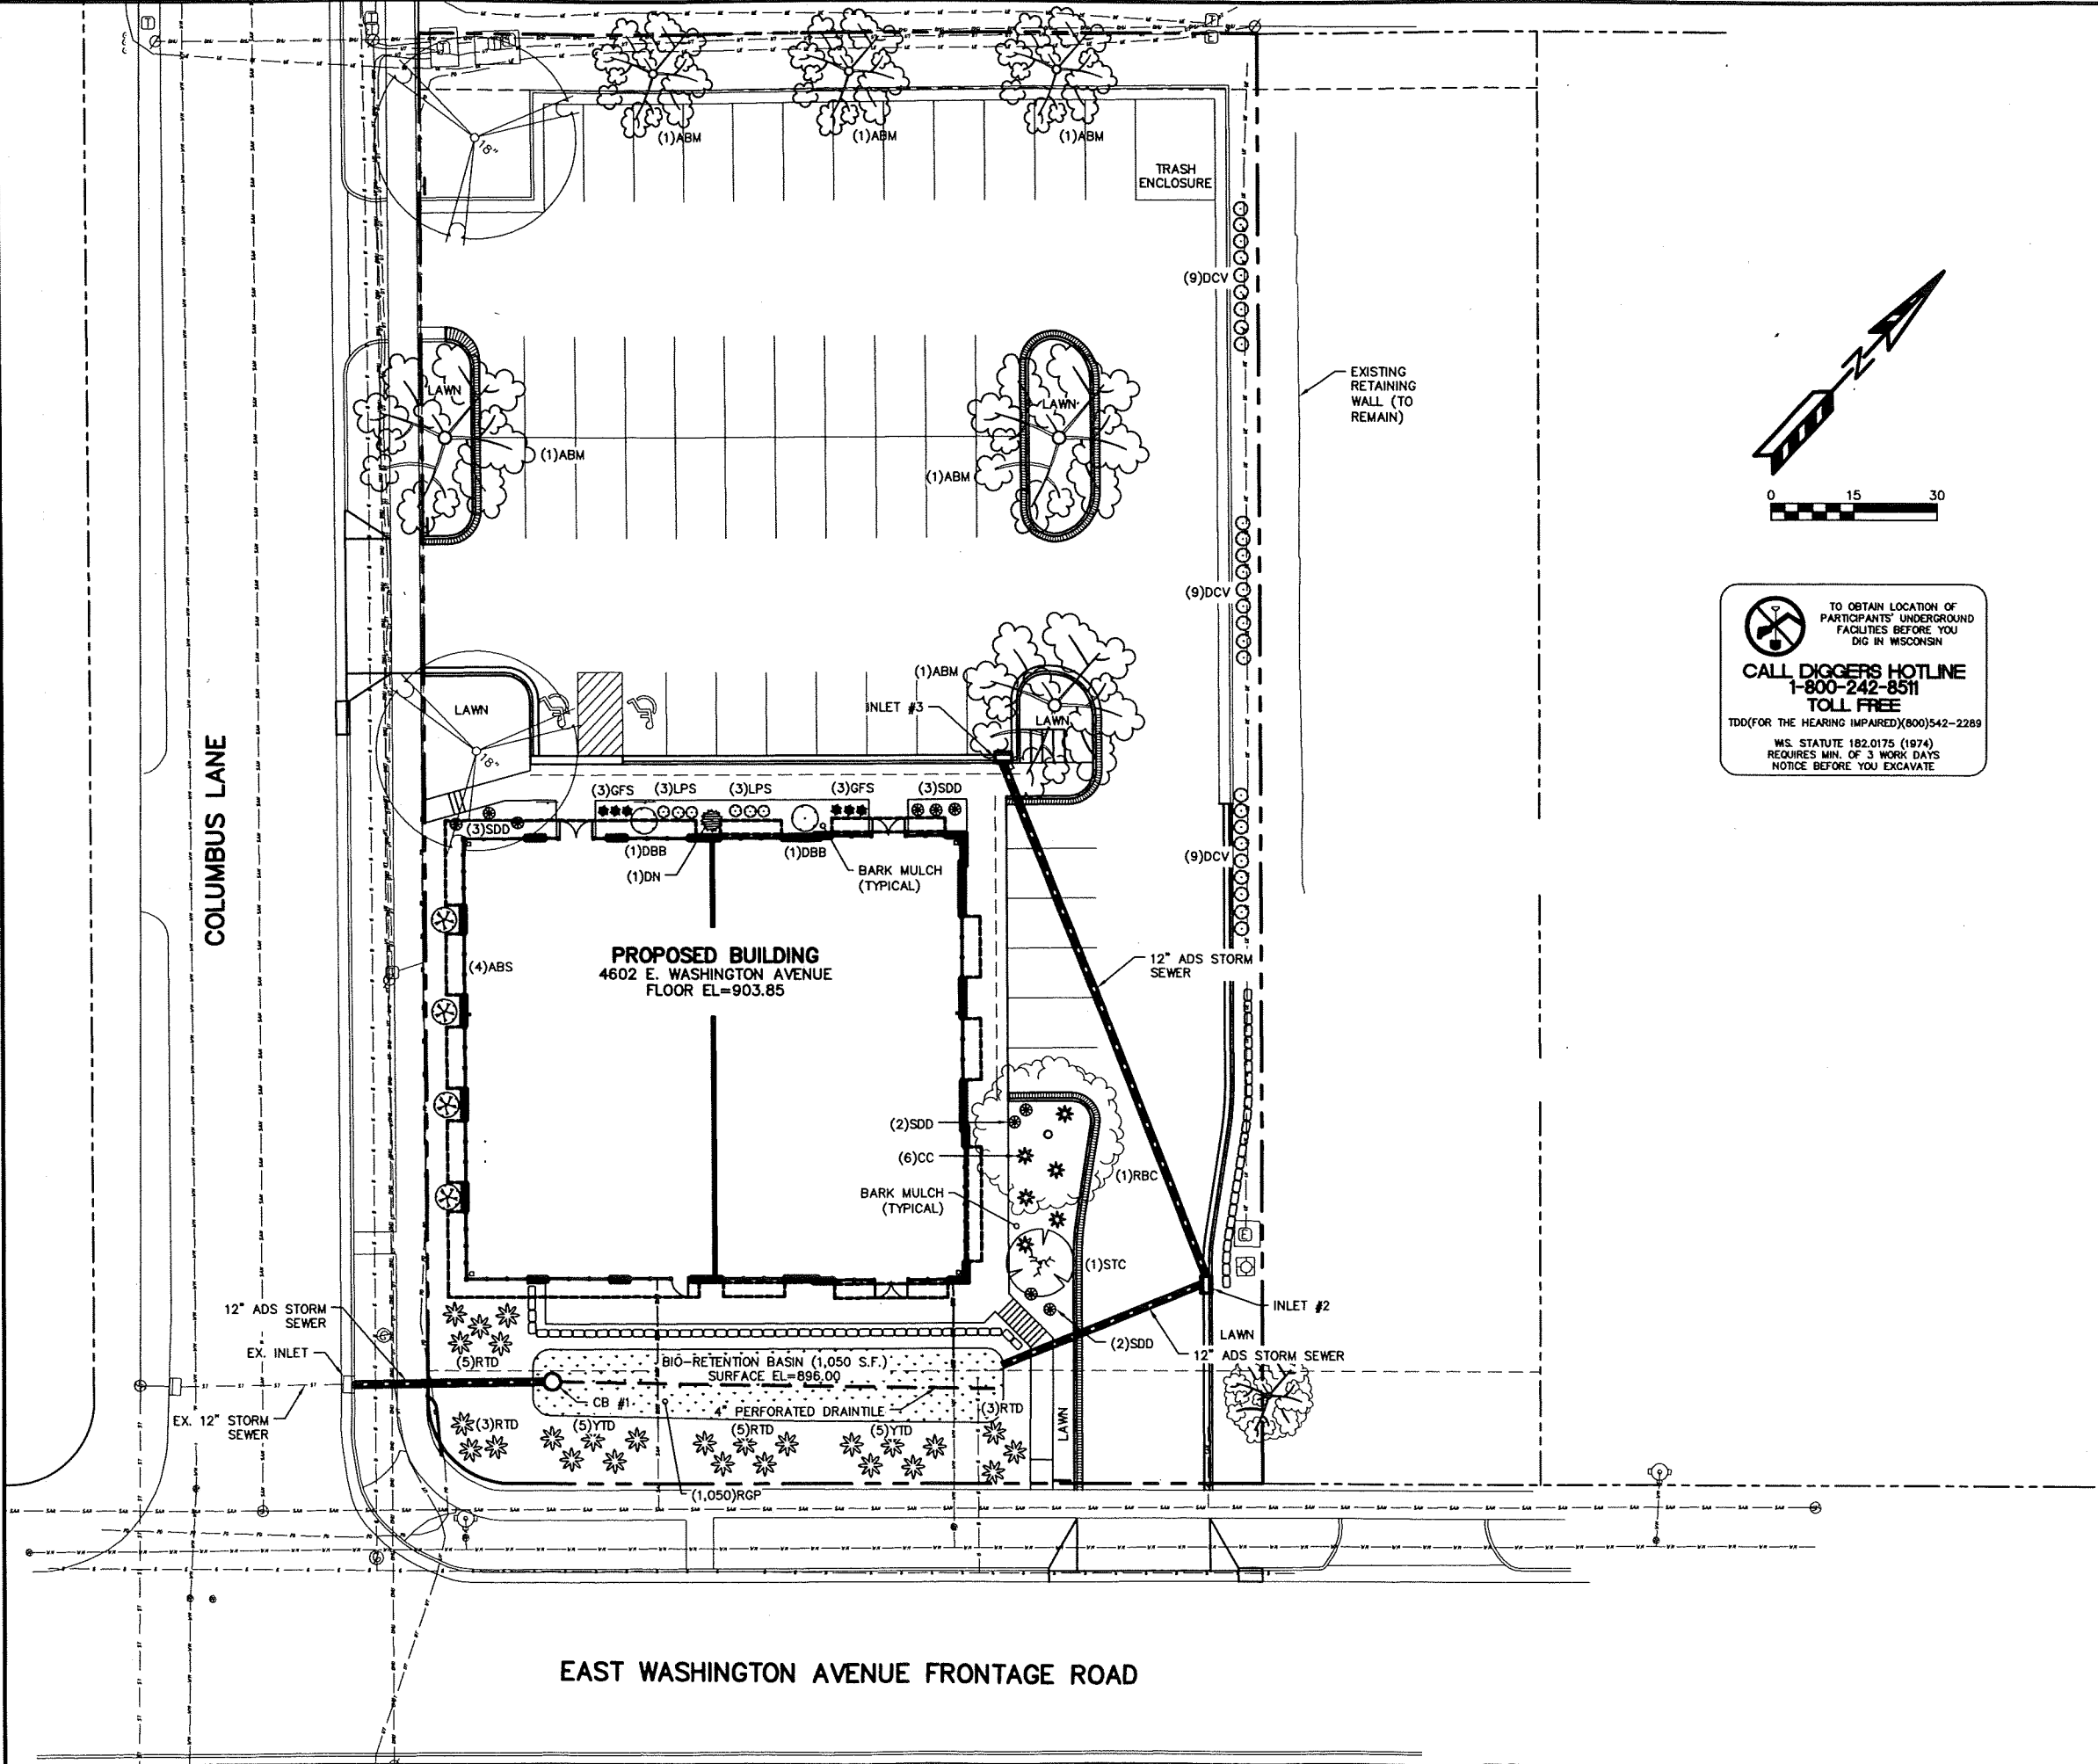 (1)ABM
(1)ABM
(1)ABM
18"
TRASH
ENCLOSURE
(9)DCV
LAWN
(1)ABM
LAWN
(1)ABM
EXISTING
RETAINING
WALL (TO
REMAIN)
N
0 15 30
(9)DCV
TO OBTAIN LOCATION OF
PARTICIPANTS' UNDERGROUND
FACILITIES BEFORE YOU
DIG IN WISCONSIN
CALL DIGGERS HOTLINE
1-800-242-8511
TOLL FREE
TDD(FOR THE HEARING IMPAIRED)(800)542-2289
WIS. STATUTE 182.0175 (1974)
REQUIRES MIN. OF 3 WORK DAYS
NOTICE BEFORE YOU EXCAVATE
LAWN
18"
(1)ABM
INLET #3
LAWN
COLUMBUS LANE
(3)GFS
(3)LPS
(3)LPS
(3)GFS
(3)SDD
(3)SDD
(1)DBB
(1)DN
(1)DBB
BARK MULCH
(TYPICAL)
(9)DCV
PROPOSED BUILDING
4602 E. WASHINGTON AVENUE
FLOOR EL=903.85
(4)ABS
12" ADS STORM
SEWER
(2)SDD
(6)CC
(1)RBC
BARK MULCH
(TYPICAL)
(1)STC
INLET #2
12" ADS STORM
SEWER
EX. INLET
EX. 12" STORM
SEWER
(5)RTD
BIO-RETENTION BASIN (1,050 S.F.)
SURFACE EL=896.00
CB #1
4" PERFORATED DRAINTILE
(2)SDD
LAWN
12" ADS STORM SEWER
(3)RTD
(5)YTD
(5)RTD
(5)YTD
(3)RTD
LAWN
(1,050)RGP
EAST WASHINGTON AVENUE FRONTAGE ROAD